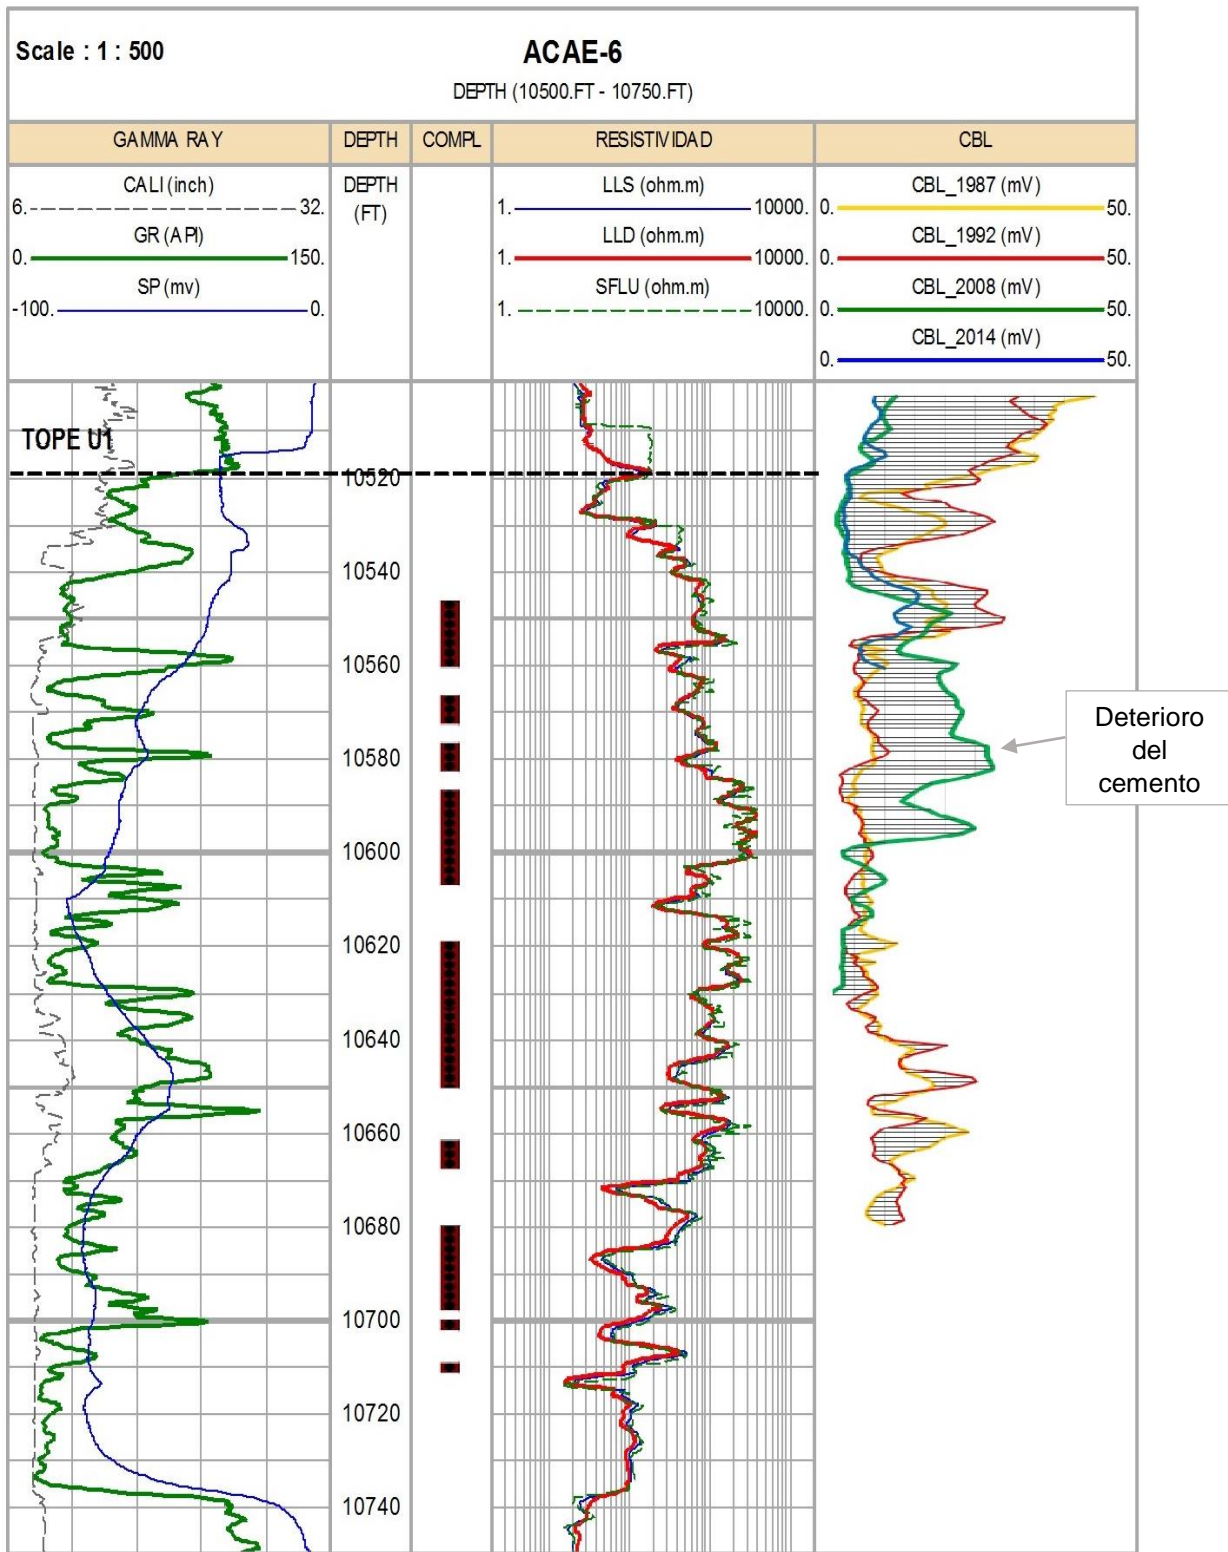 Scale : 1 : 500
ACAE-6
DEPTH (10500.FT - 10750.FT)
GAMMA RAY
DEPTH
COMPL
RESISTIVIDAD
CBL
CALI (inch)
6. 32.
GR (API)
0. 150.
SP (mv)
-100. 0.
DEPTH
(FT)
LLS (ohm.m)
1. 10000.
LLD (ohm.m)
1. 10000.
SFLU (ohm.m)
1. 10000.
CBL_1987 (mV)
0. 50.
CBL_1992 (mV)
0. 50.
CBL_2008 (mV)
0. 50.
CBL_2014 (mV)
0. 50.
TOPE U1
10520
10540
10560
10580
10600
10620
10640
10660
10680
10700
10720
10740
Deterioro
del
cemento